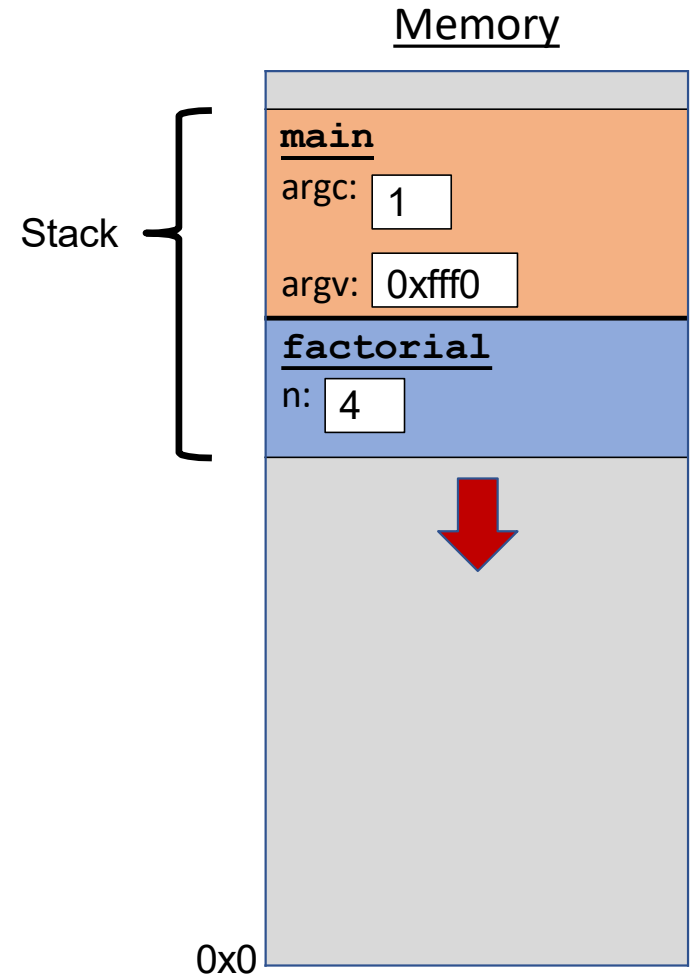 Memory
main
argc: 1
Stack
argv: 0xfff0
factorial
n: 4
0x0